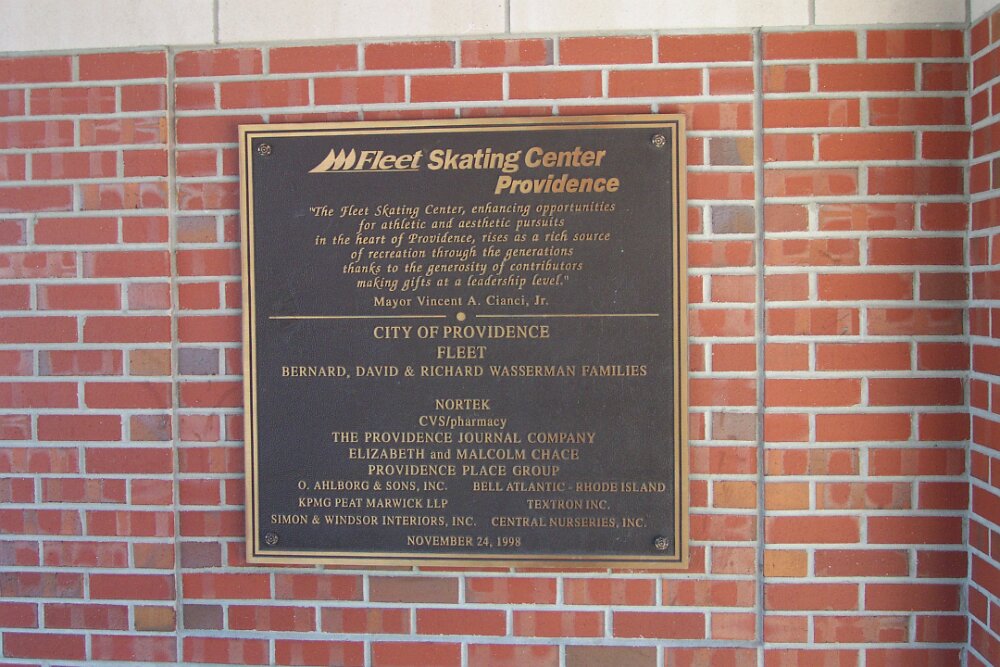 Fleet Skating Center
Providence
"The Fleet Skating Center, enhancing opportunities
for athletic and aesthetic pursuits
in the heart of Providence, rises as a rich source
of recreation through the generations
thanks to the generosity of contributors
making gifts at a leadership level."
Mayor Vincent A. Cianci, Jr.
CITY OF PROVIDENCE
FLEET
BERNARD, DAVID & RICHARD WASSERMAN FAMILIES
NORTEK
CVS/pharmacy
THE PROVIDENCE JOURNAL COMPANY
ELIZABETH and MALCOLM CHACE
PROVIDENCE PLACE GROUP
O. AHLBORG & SONS, INC. BELL ATLANTIC - RHODE ISLAND
KPMG PEAT MARWICK LLP TEXTRON INC.
SIMON & WINDSOR INTERIORS, INC. CENTRAL NURSERIES, INC.
NOVEMBER 24, 1998